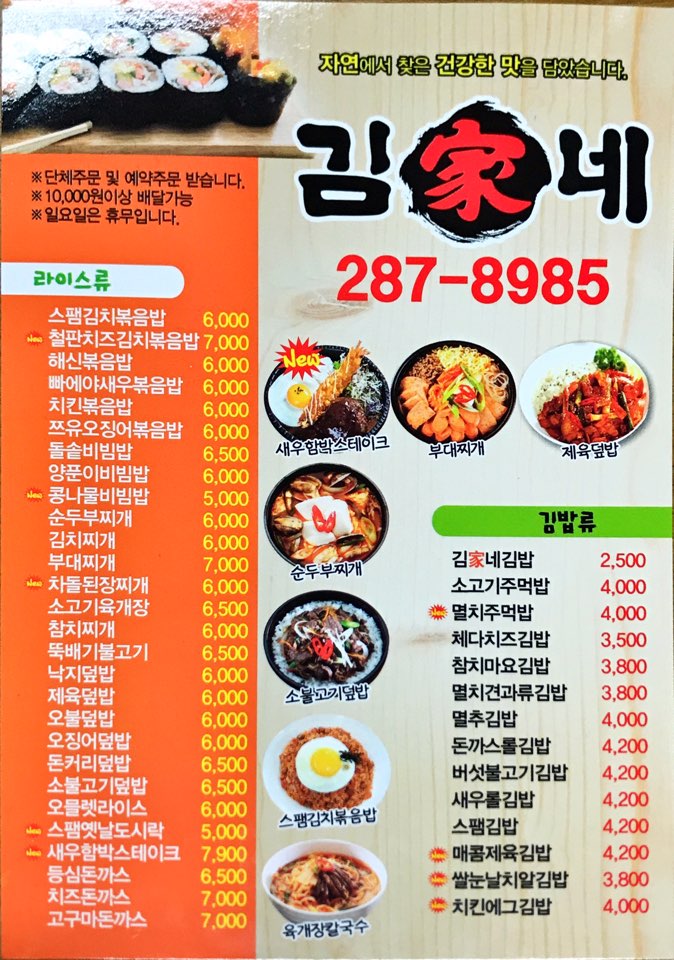 자연에서 찾은 건강한 맛을 담았습니다.
김家네
287-8985
※단체주문 및 예약주문 받습니다.
※10,000원이상 배달가능
※일요일은 휴무입니다.
라이스류
스팸김치볶음밥 6,000
New 철판치즈김치볶음밥 7,000
해신볶음밥 6,000
빠에야새우볶음밥 6,000
치킨볶음밥 6,000
쯔유오징어볶음밥 6,000
돌솥비빔밥 6,500
양푼이비빔밥 6,000
New 콩나물비빔밥 5,000
순두부찌개 6,000
김치찌개 6,000
부대찌개 7,000
New 차돌된장찌개 6,000
소고기육개장 6,500
참치찌개 6,000
뚝배기불고기 6,500
낙지덮밥 6,000
제육덮밥 6,000
오불덮밥 6,000
오징어덮밥 6,000
돈커리덮밥 6,500
소불고기덮밥 6,500
오믈렛라이스 6,000
New 스팸옛날도시락 5,000
New 새우함박스테이크 7,900
등심돈까스 6,500
치즈돈까스 7,000
고구마돈까스 7,000
New
새우함박스테이크
부대찌개
제육덮밥
순두부찌개
소불고기덮밥
스팸김치볶음밥
육개장칼국수
김밥류
김家네김밥 2,500
소고기주먹밥 4,000
New 멸치주먹밥 4,000
체다치즈김밥 3,500
참치마요김밥 3,800
멸치견과류김밥 3,800
멸추김밥 4,000
돈까스롤김밥 4,200
버섯불고기김밥 4,200
새우롤김밥 4,200
스팸김밥 4,200
New 매콤제육김밥 4,200
New 쌀눈날치알김밥 3,800
New 치킨에그김밥 4,000